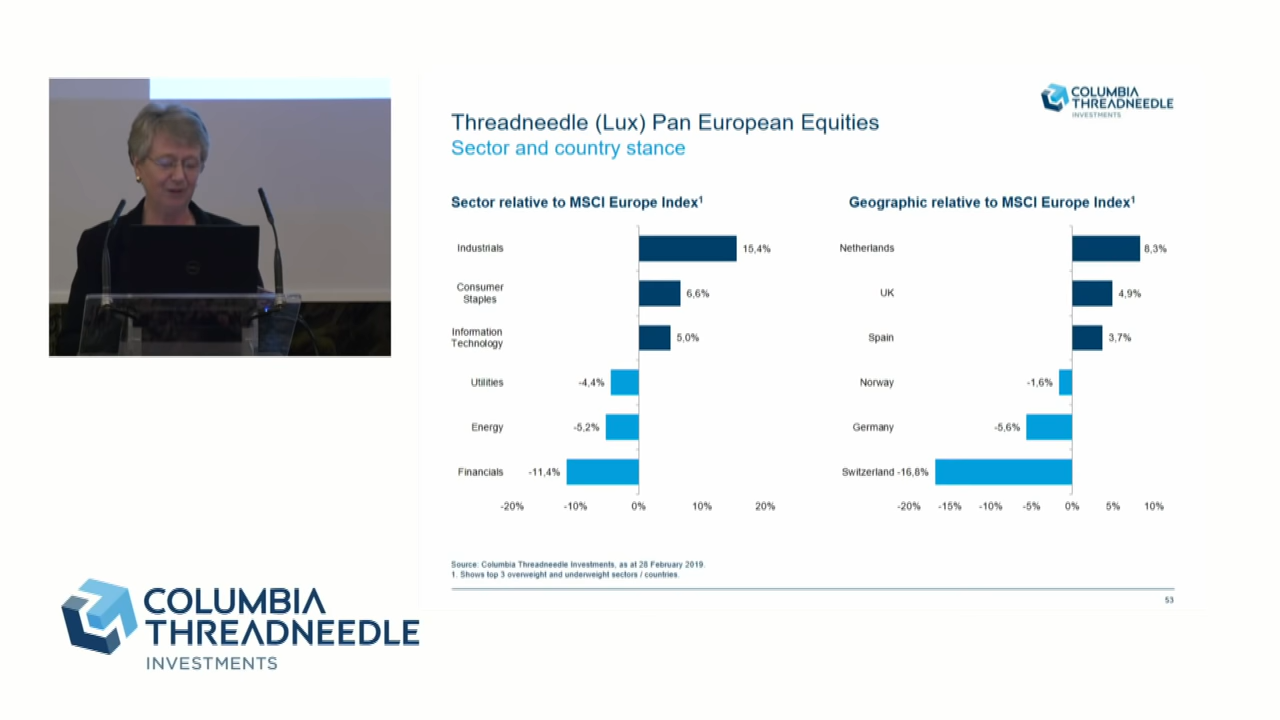 COLUMBIA
THREADNEEDLE
INVESTMENTS
Threadneedle (Lux) Pan European Equities
Sector and country stance
Sector relative to MSCI Europe Index¹
Industrials
15,4%
Consumer
Staples
6,6%
Information
Technology
5,0%
Utilities
-4,4%
Energy
-5,2%
Financials
-11,4%
-20%
-10%
0%
10%
20%
Geographic relative to MSCI Europe Index¹
Netherlands
8,3%
UK
4,9%
Spain
3,7%
Norway
-1,6%
Germany
-5,6%
Switzerland
-16,8%
-20%
-15%
-10%
-5%
0%
5%
10%
Source: Columbia Threadneedle Investments, as at 28 February 2019.
1. Shows top 3 overweight and underweight sectors / countries.
53
COLUMBIA
THREADNEEDLE
INVESTMENTS